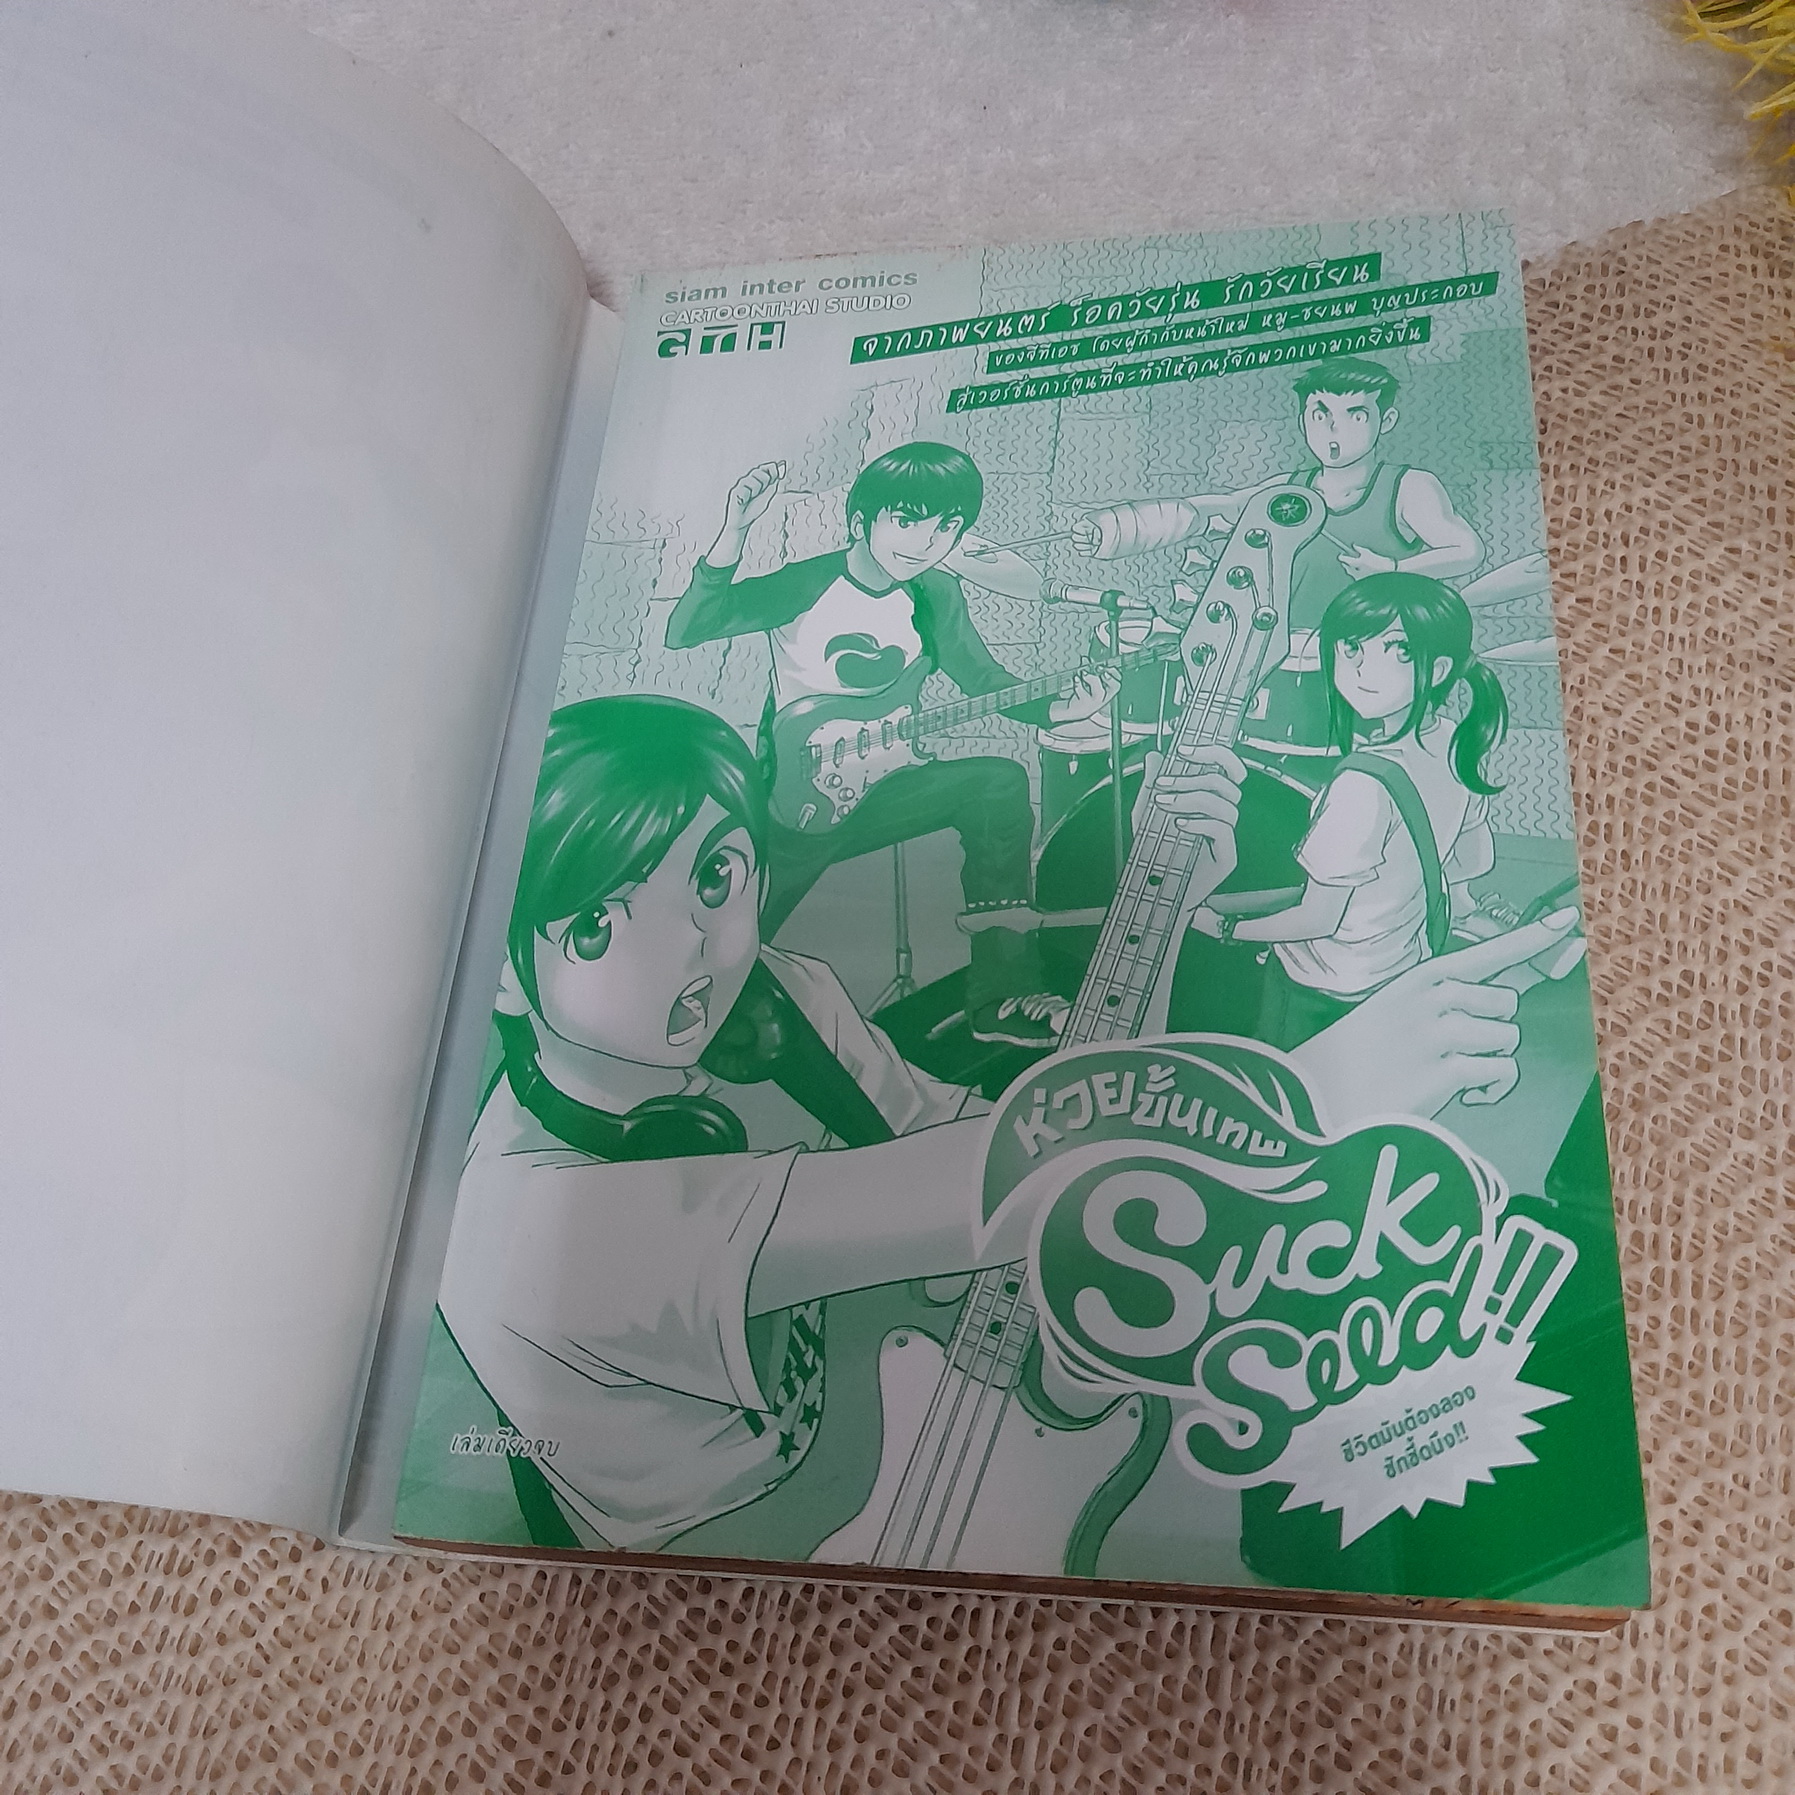 siam inter comics
CARTOONTHAI STUDIO
จากภาพยนตร์ ร็อควัยรุ่น รักวัยเรียน
ของจีทีเอช โดยผู้กำกับหน้าใหม่ หมู-ชยนพ บุญประกอบ
สู่เวอร์ชั่นการ์ตูนที่จะทำให้คุณรู้จักพวกเขามากยิ่งขึ้น
ห่วยขั้นเทพ
Suck
Seed!!
ชีวิตมันต้องลอง
ซักซี้ดนึง!!
เล่มเดียวจบ